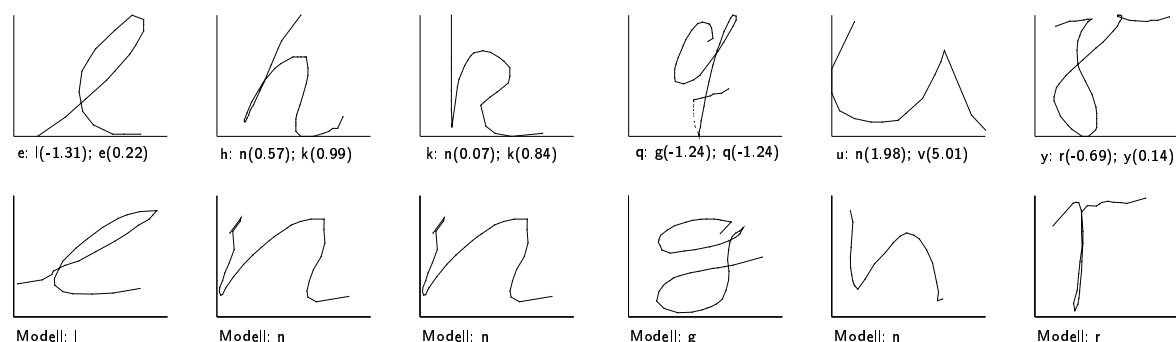 e: l(-1.31); e(0.22) h: n(0.57); k(0.99) k: n(0.07); k(0.84) q: g(-1.24); q(-1.24) u: n(1.98); v(5.01) y: r(-0.69); y(0.14)
Modell: l Modell: n Modell: n Modell: g Modell: n Modell: r